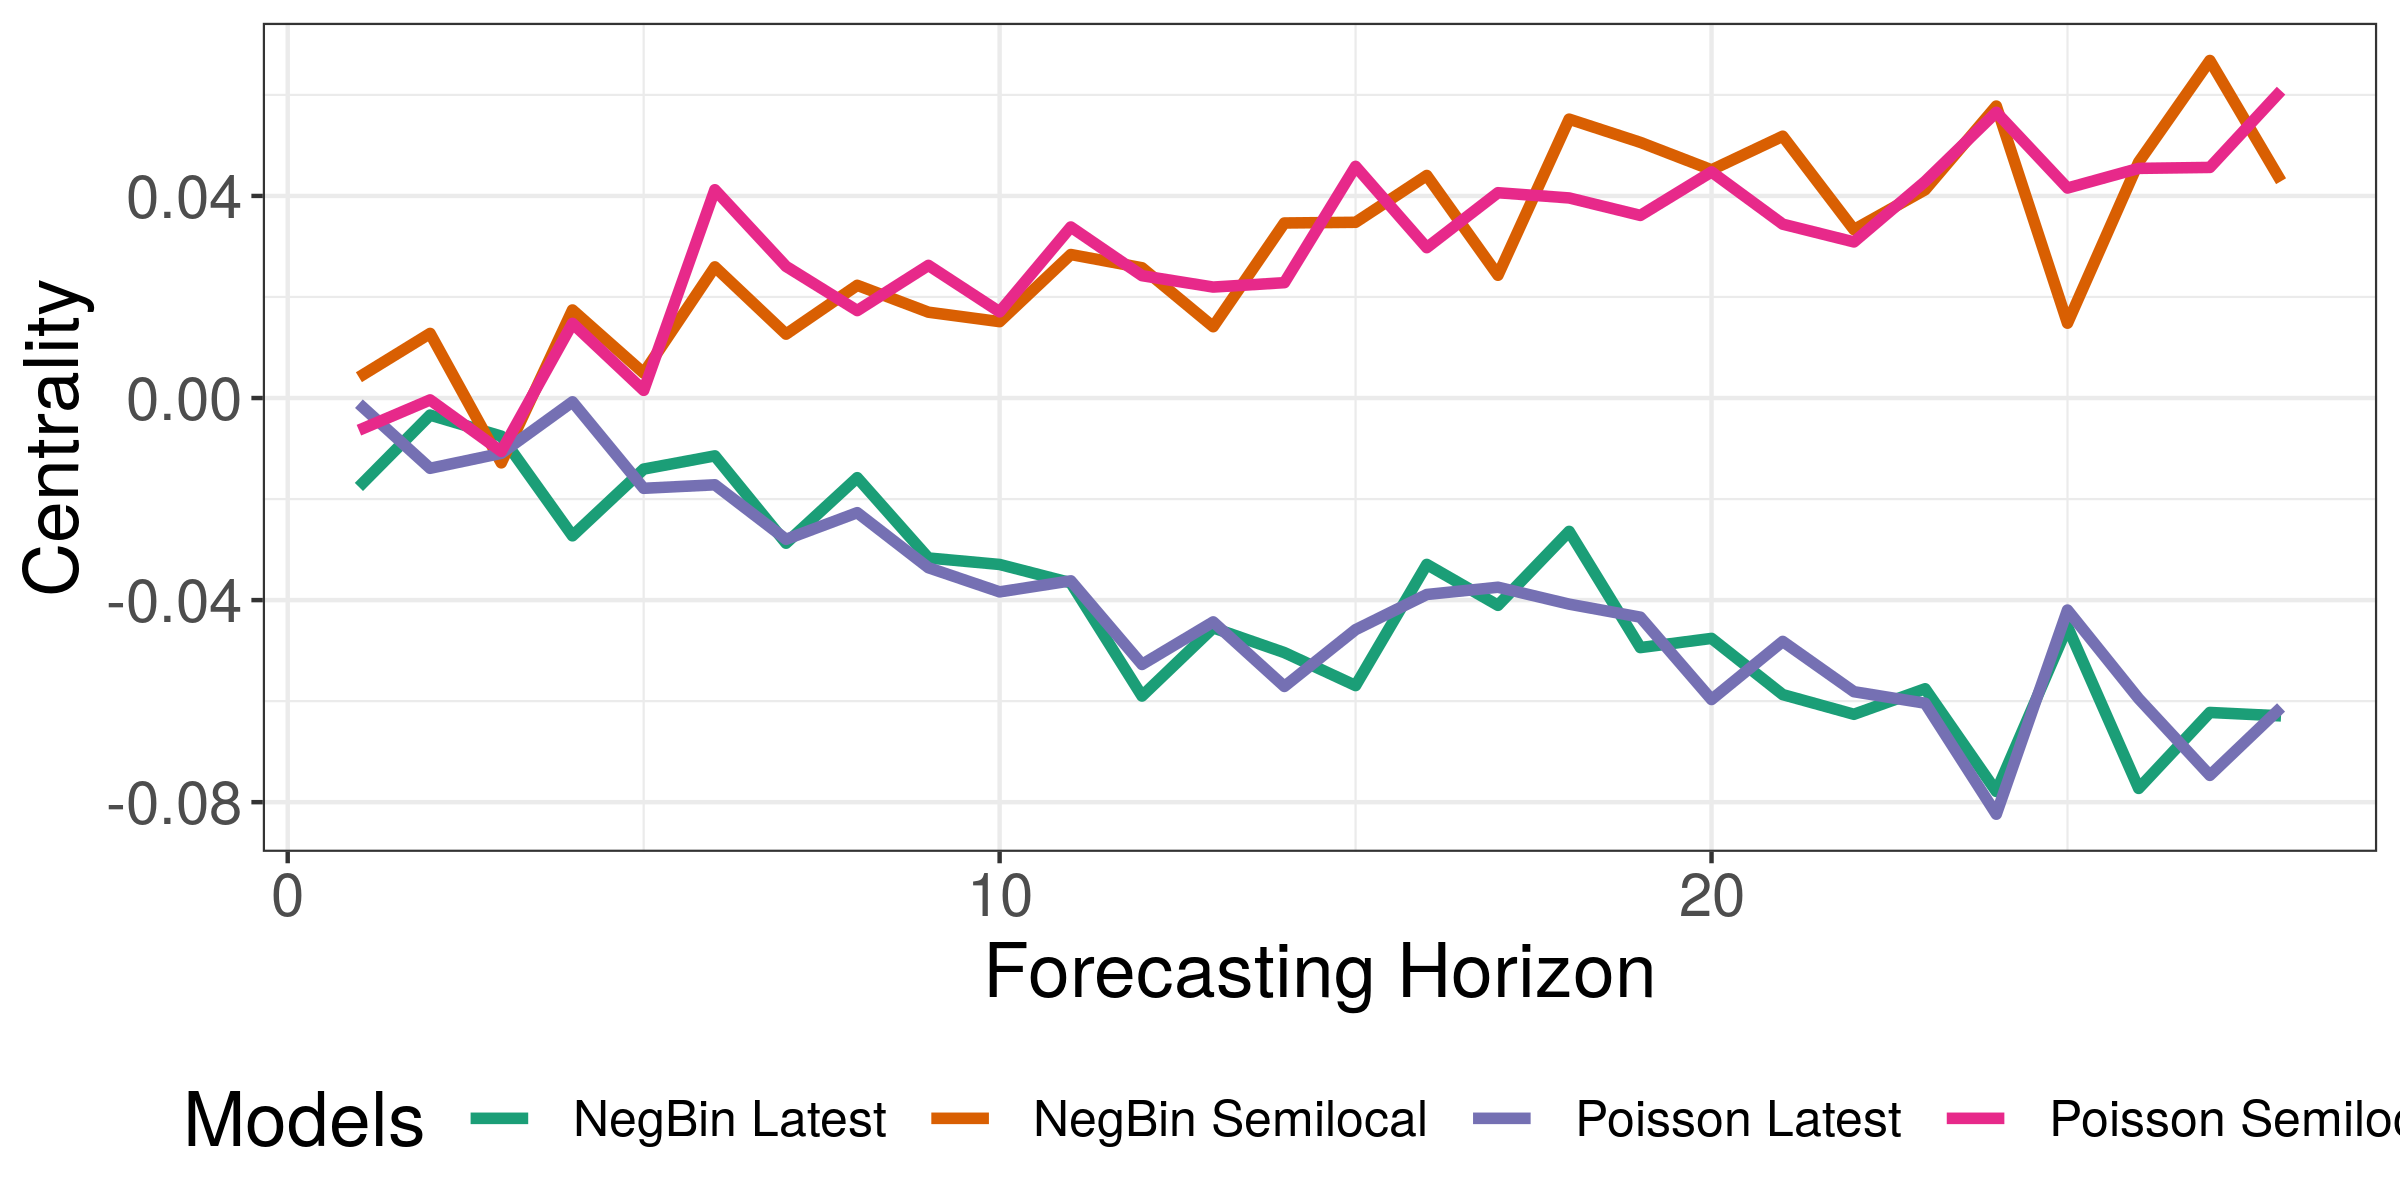 Centrality
0.04
0.00
-0.04
-0.08
0
10
20
Forecasting Horizon
Models NegBin Latest NegBin Semilocal Poisson Latest Poisson